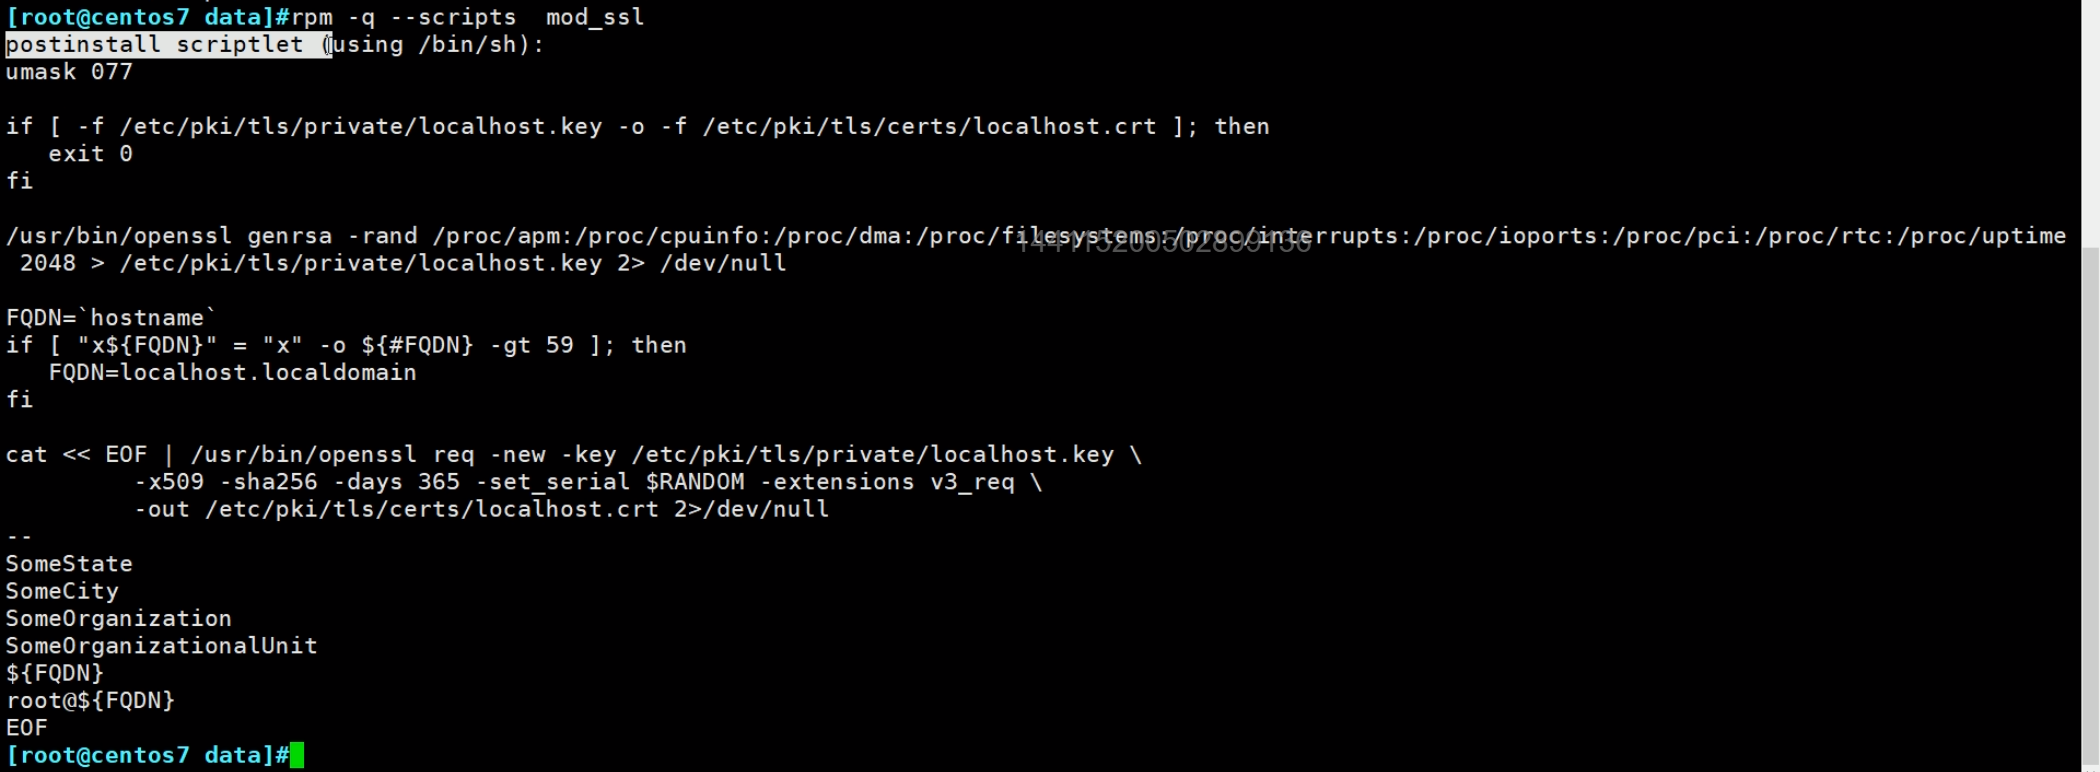 [root@centos7 data]#rpm -q --scripts  mod_ssl
postinstall scriptlet (using /bin/sh):
umask 077

if [ -f /etc/pki/tls/private/localhost.key -o -f /etc/pki/tls/certs/localhost.crt ]; then
   exit 0
fi

/usr/bin/openssl genrsa -rand /proc/apm:/proc/cpuinfo:/proc/dma:/proc/filesystems:/proc/interrupts:/proc/ioports:/proc/pci:/proc/rtc:/proc/uptime
 2048 > /etc/pki/tls/private/localhost.key 2> /dev/null

FQDN=`hostname`
if [ "x${FQDN}" = "x" -o ${#FQDN} -gt 59 ]; then
   FQDN=localhost.localdomain
fi

cat << EOF | /usr/bin/openssl req -new -key /etc/pki/tls/private/localhost.key \
         -x509 -sha256 -days 365 -set_serial $RANDOM -extensions v3_req \
         -out /etc/pki/tls/certs/localhost.crt 2>/dev/null
--
SomeState
SomeCity
SomeOrganization
SomeOrganizationalUnit
${FQDN}
root@${FQDN}
EOF
[root@centos7 data]#